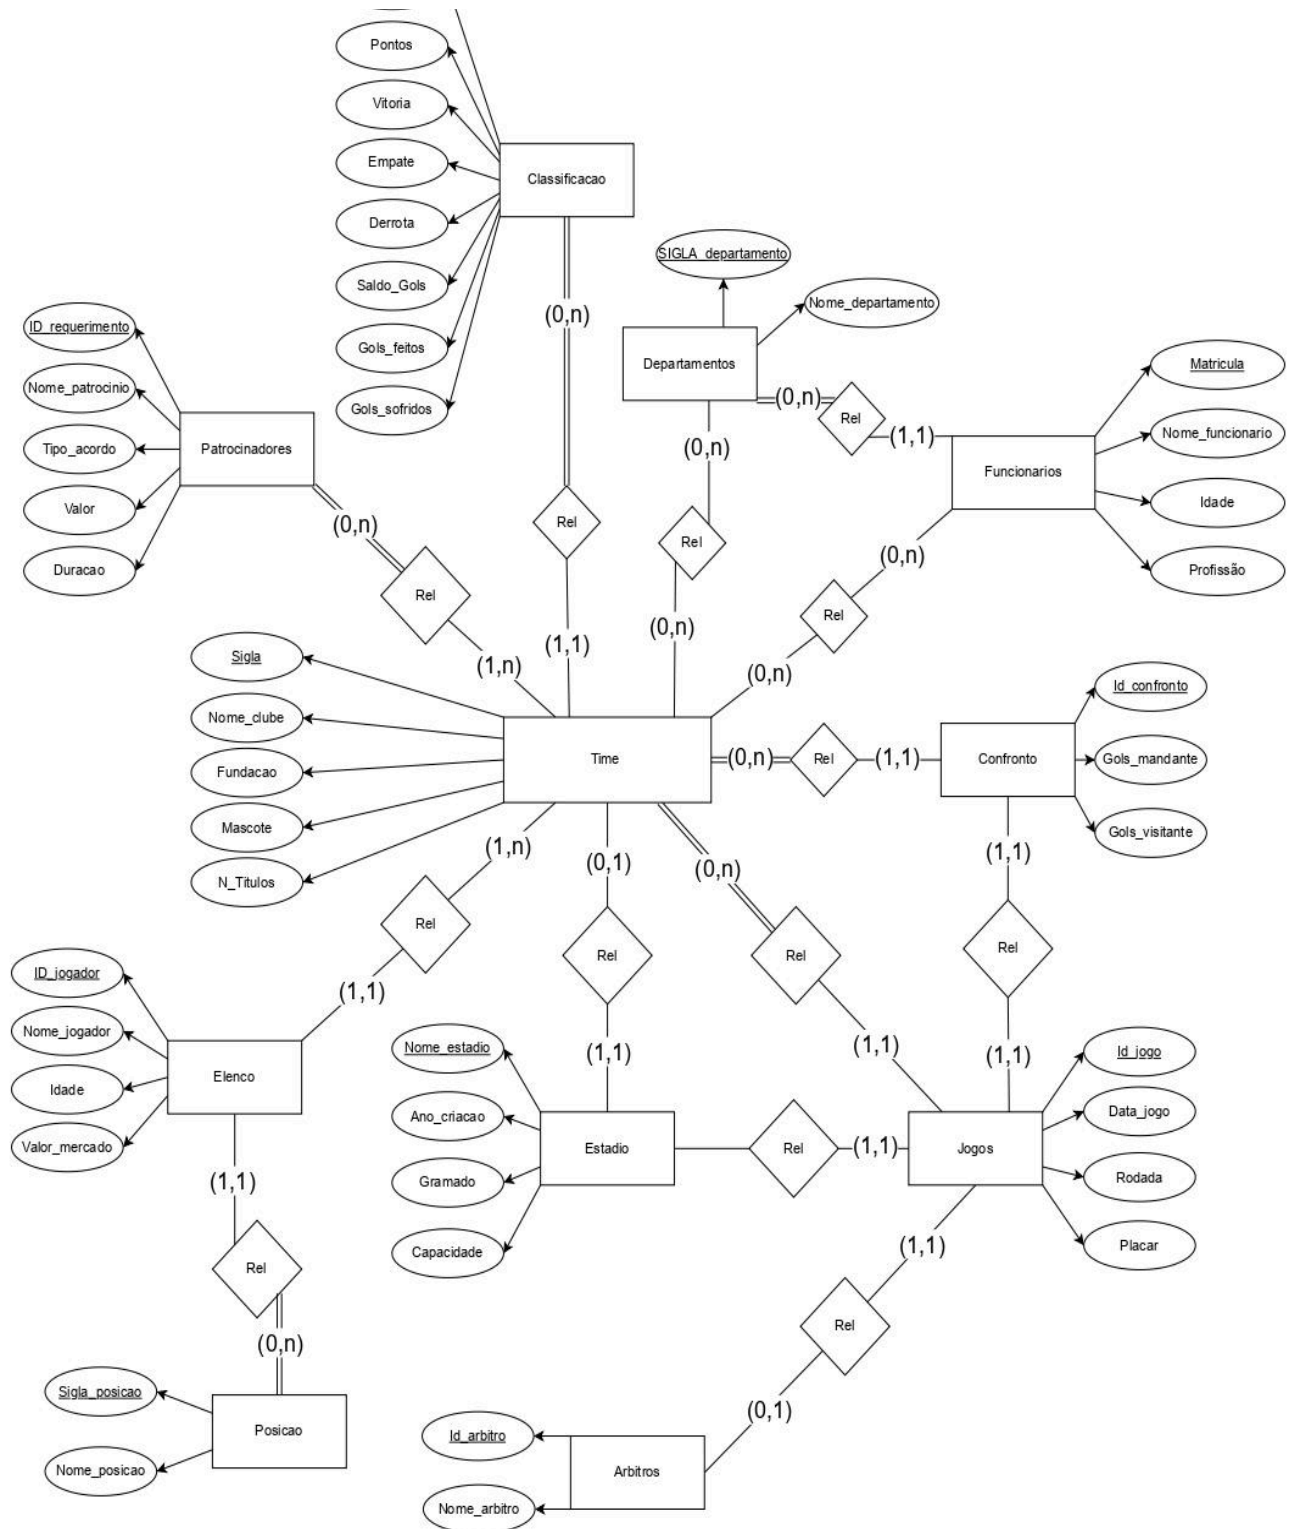 Pontos
Vitoria
Empate
Classificacao
Derrota
SIGLA_departamento
Saldo_Gols
Nome_departamento
(0,n)
ID_requerimento
Gols_feitos
Departamentos
Matricula
Nome_patrocinio
(0,n)
Gols_sofridos
Rel
(1,1)
Nome_funcionario
Tipo_acordo
Patrocinadores
(0,n)
Funcionarios
Valor
Idade
(0,n)
Rel
Rel
(0,n)
Duracao
Profissão
Rel
Rel
(0,n)
(1,1)
Sigla
(1,n)
(0,n)
Id_confronto
Nome_clube
Time
(0,n)
Rel
(1,1)
Confronto
Gols_mandante
Fundacao
Mascote
Gols_visitante
(1,n)
(0,1)
(0,n)
(1,1)
N_Titulos
Rel
Rel
Rel
Rel
ID_jogador
(1,1)
Nome_jogador
Nome_estadio
(1,1)
(1,1)
(1,1)
Id_jogo
Elenco
Idade
Ano_criacao
Data_jogo
Valor_mercado
Estadio
Rel
(1,1)
Jogos
(1,1)
Gramado
Rodada
Capacidade
(1,1)
Placar
Rel
Rel
(0,n)
Sigla_posicao
(0,1)
Posicao
Id_arbitro
Nome_posicao
Arbitros
Nome_arbitro